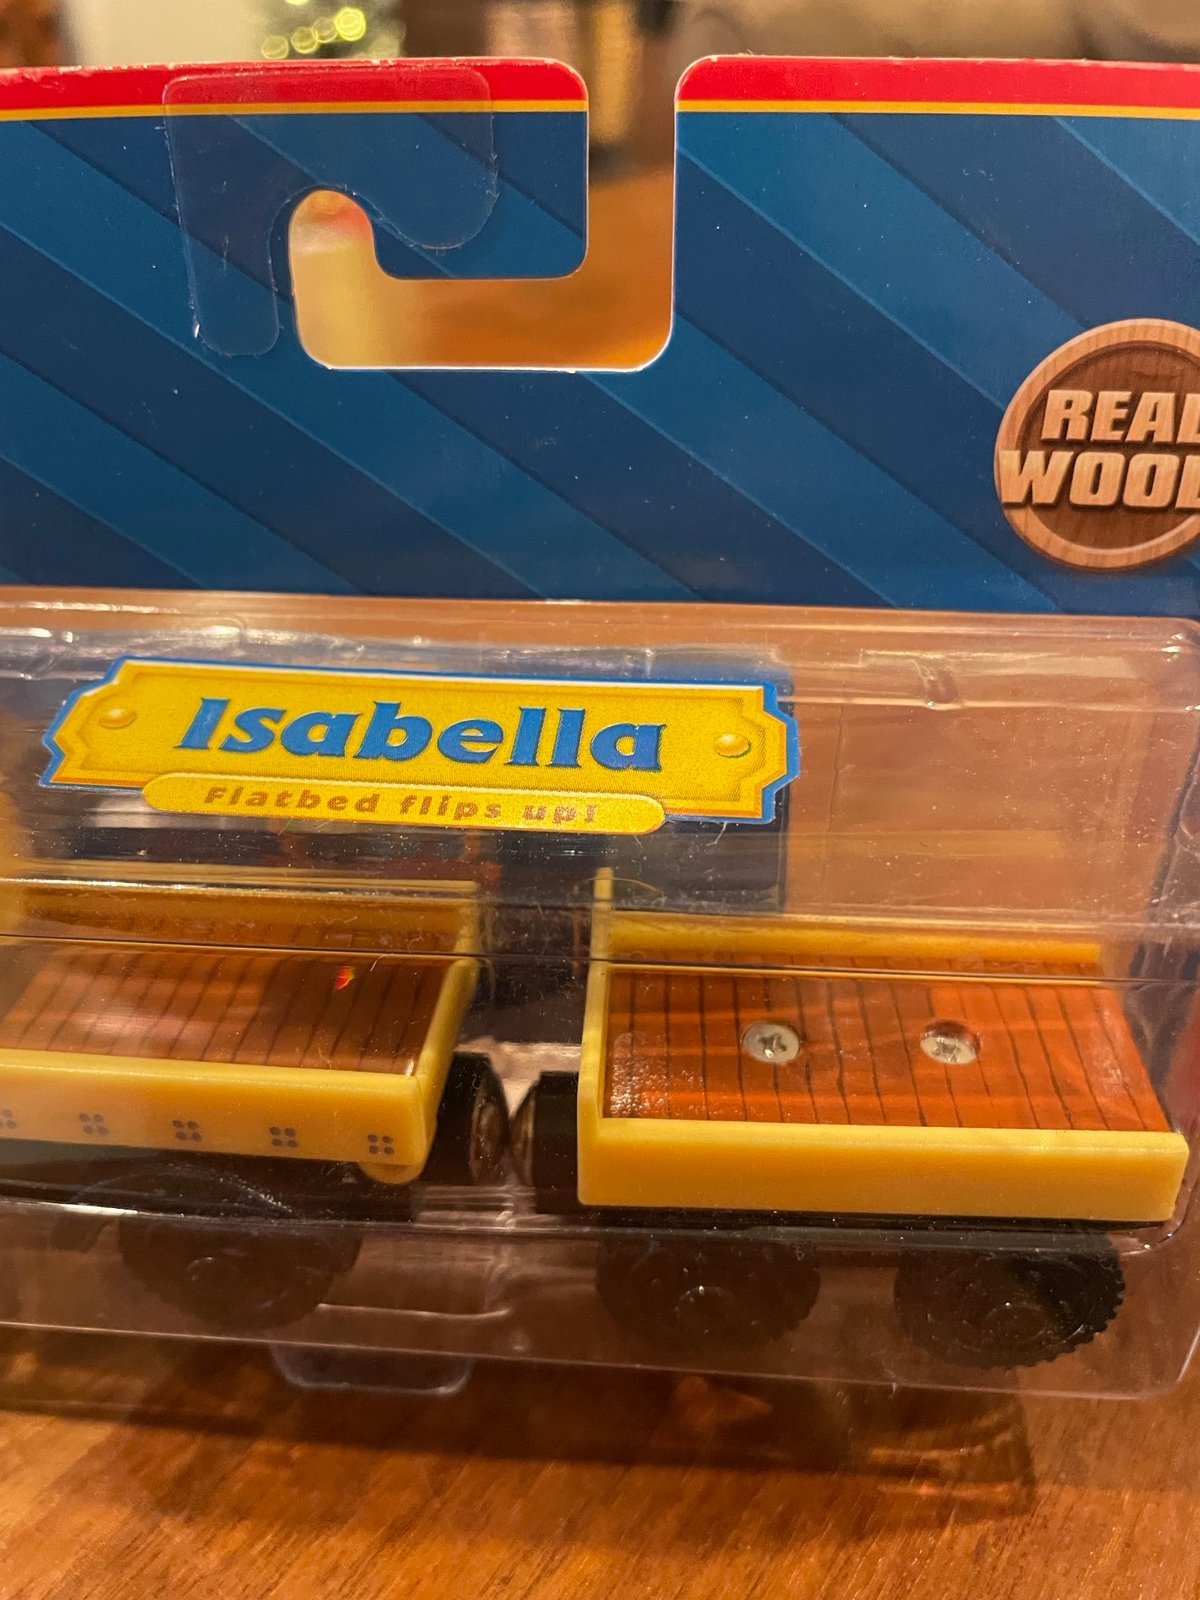 REAL
WOOD
Isabella
Flatbed flips up!